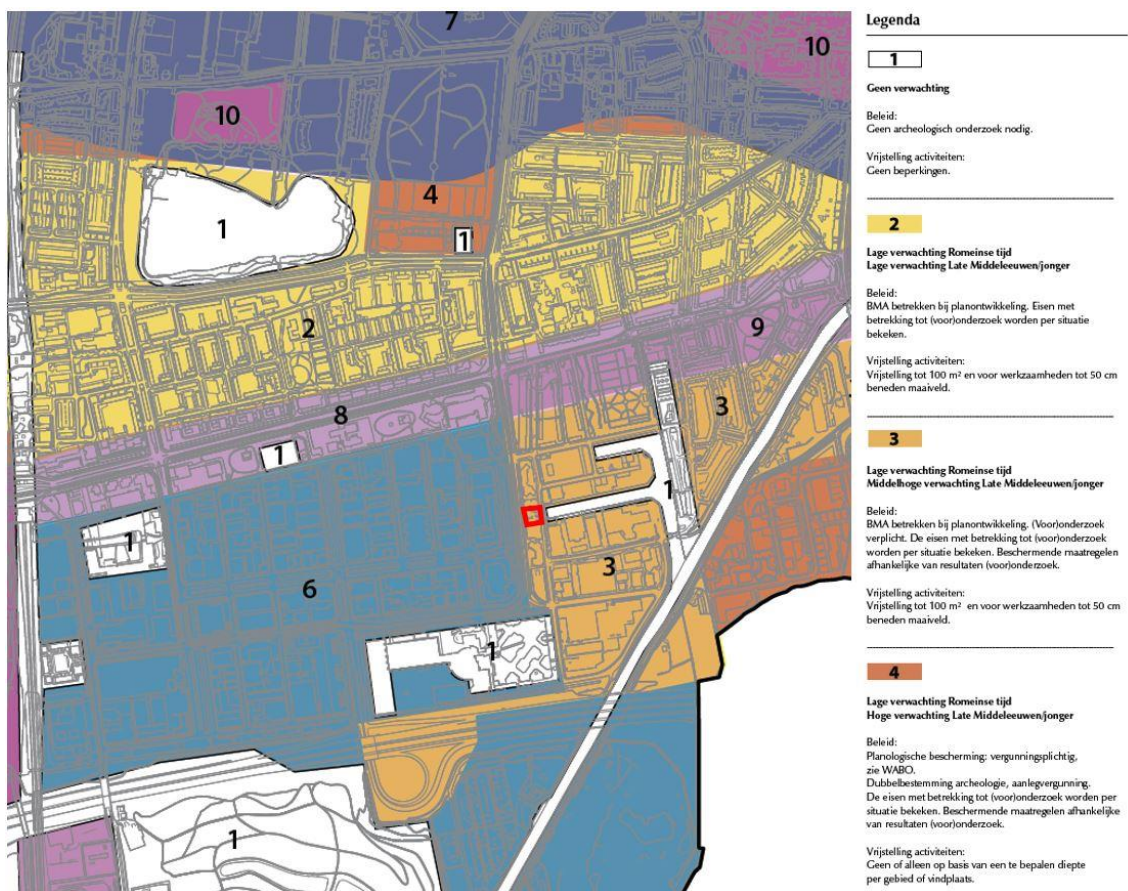 7
10
10
4
1
1
2
9
8
3
1
1
1
3
6
1
1
Legenda
1
Geen verwachting
Beleid:
Geen archeologisch onderzoek nodig.
Vrijstelling activiteiten:
Geen beperkingen.
2
Lage verwachting Romeinse tijd
Lage verwachting Late Middeleeuwen/jonger
Beleid:
BMA betrekken bij planontwikkeling. Eisen met
betrekking tot (voor)onderzoek worden per situatie
bekeken.
Vrijstelling activiteiten:
Vrijstelling tot 100 m² en voor werkzaamheden tot 50 cm
beneden maaiveld.
3
Lage verwachting Romeinse tijd
Middelhoge verwachting Late Middeleeuwen/jonger
Beleid:
BMA betrekken bij planontwikkeling. (Voor)onderzoek
verplicht. De eisen met betrekking tot (voor)onderzoek
worden per situatie bekeken. Beschermende maatregelen
afhankelijke van resultaten (voor)onderzoek.
Vrijstelling activiteiten:
Vrijstelling tot 100 m² en voor werkzaamheden tot 50 cm
beneden maaiveld.
4
Lage verwachting Romeinse tijd
Hoge verwachting Late Middeleeuwen/jonger
Beleid:
Planologische bescherming: vergunningsplichtig,
zie WABO.
Dubbelbestemming archeologie, aanlegvergunning.
De eisen met betrekking tot (voor)onderzoek worden per
situatie bekeken. Beschermende maatregelen afhankelijke
van resultaten (voor)onderzoek.
Vrijstelling activiteiten:
Geen of alleen op basis van een te bepalen diepte
per gebied of vindplaats.